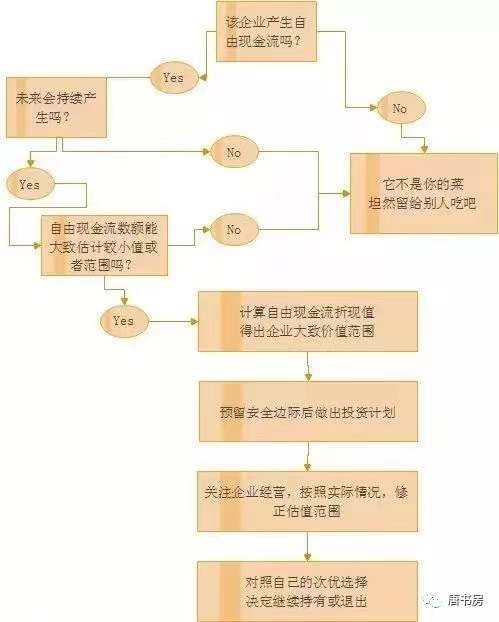 该企业产生自
由现金流吗？
Yes
未来会持续产
生吗？
No
No
Yes
它不是你的菜
坦然留给别人吃吧
自由现金流数额能
大致估计较小值或
者范围吗？
No
Yes
计算自由现金流折现值
得出企业大致价值范围
预留安全边际后做出投资计划
关注企业经营，按照实际情况，修
正估值范围
对照自己的次优选择
决定继续持有或退出
唐书房